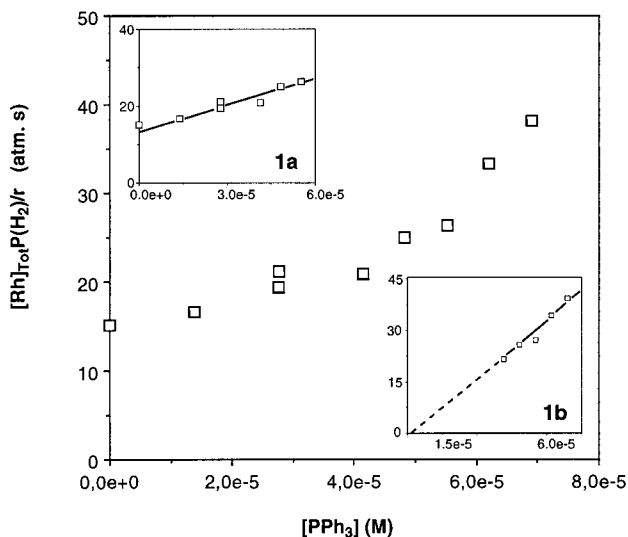 50
40
30
20
10
0
[Rh]TotP(H2)/r (atm. s)
40
20
0
1a
0.0e+0
3.0e-5
6.0e-5
45
30
15
0
1b
1.5e-5
6.0e-5
0,0e+0
2,0e-5
4,0e-5
6,0e-5
8,0e-5
[PPh3] (M)